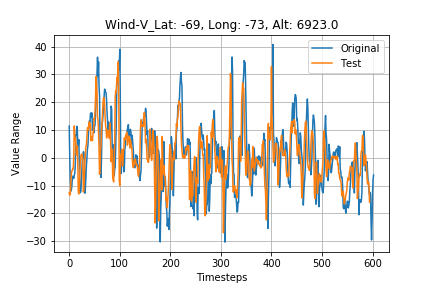 Wind-V_Lat: -69, Long: -73, Alt: 6923.0
Original
Test
Value Range
40
30
20
10
0
−10
−20
−30
0 100 200 300 400 500 600
Timesteps